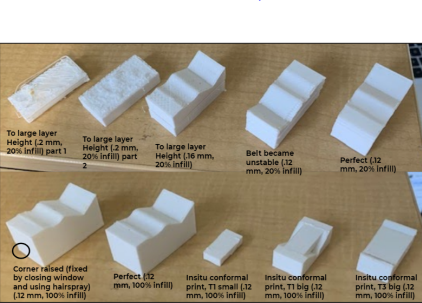 To large layer
Height (.2 mm,
20% infill) part 1
To large layer
Height (.2 mm,
20% infill) part
2
To large layer
Height (.16 mm,
20% infill)
Belt became
unstable (.12
mm, 20% infill)
Perfect (.12
mm, 20% infill)
Corner raised (fixed
by closing window
and using hairspray)
(.12 mm, 100% infill)
Perfect (.12
mm, 100% infill)
Insitu conformal
print, T1 small (.12
mm, 100% infill)
Insitu conformal
print, T1 big (.12
mm, 100% infill)
Insitu conformal
print, T3 big (.12
mm, 100% infill)